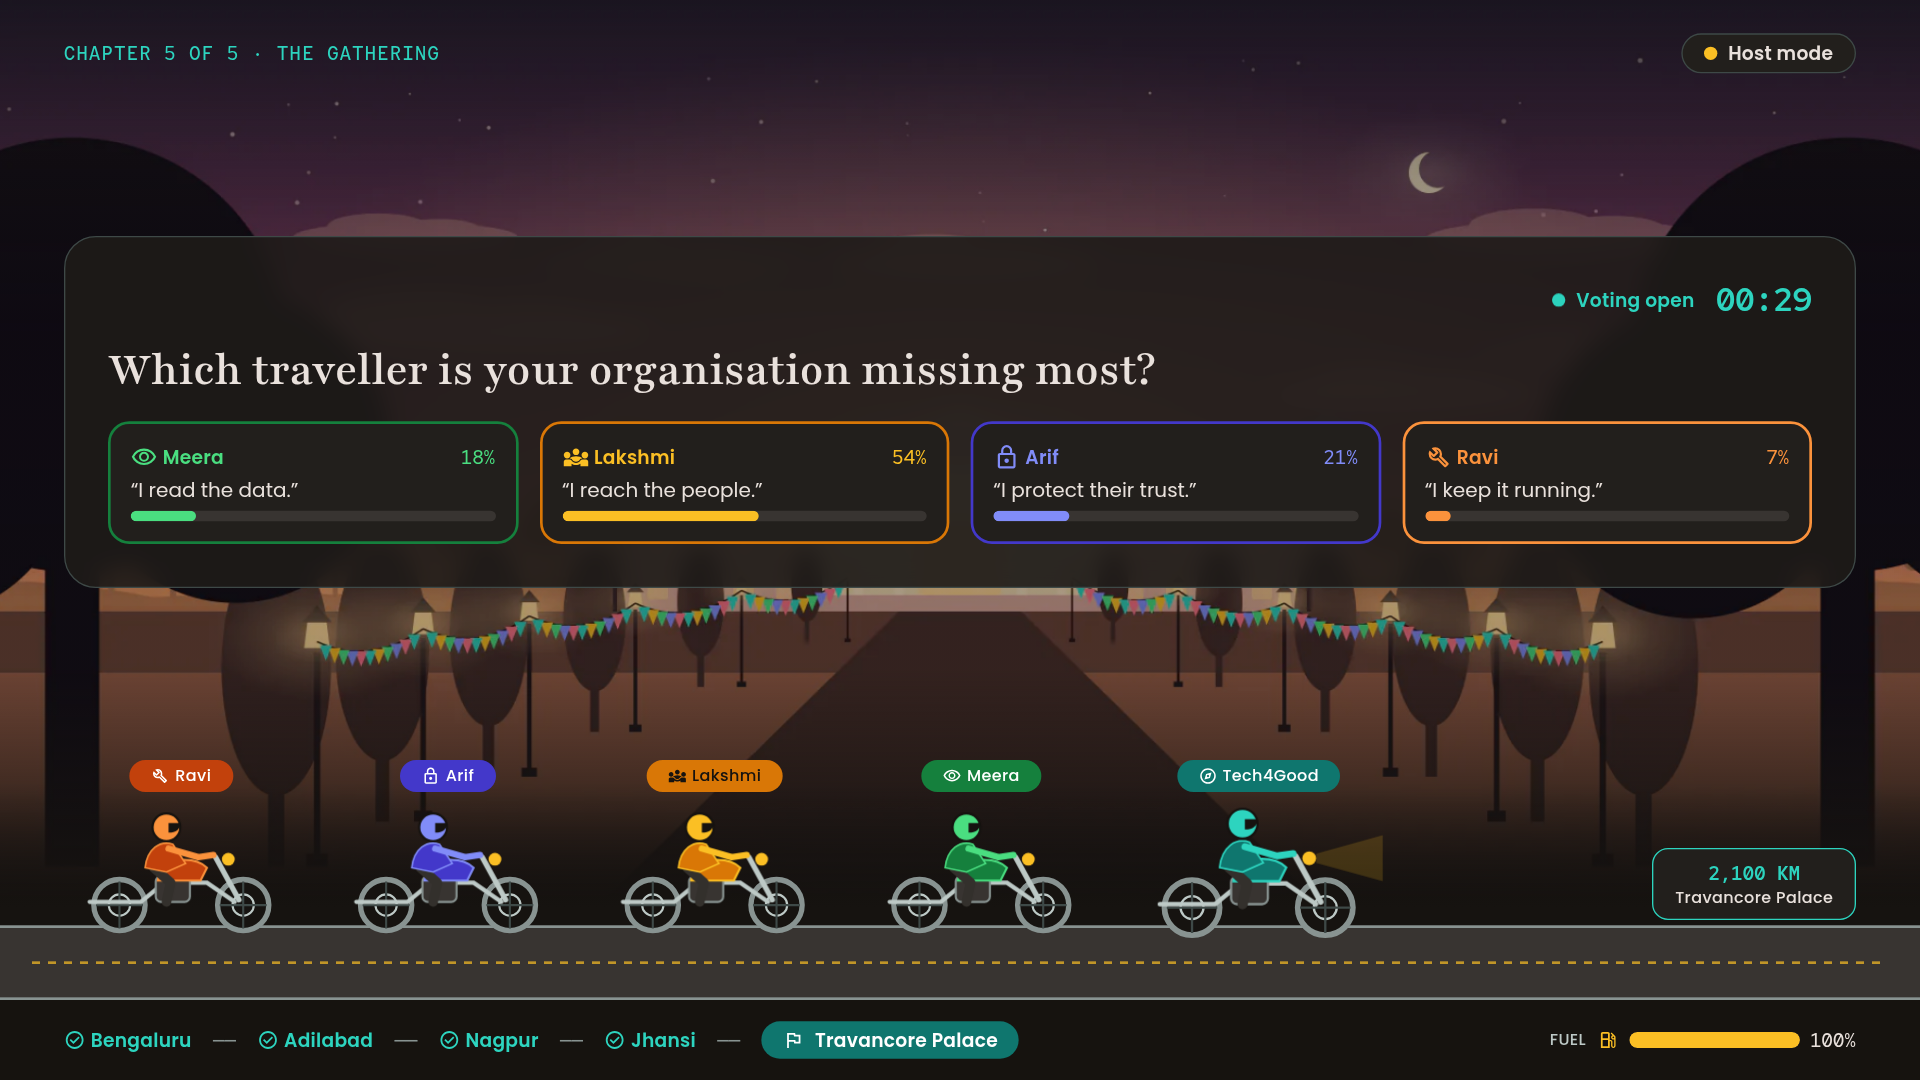 CHAPTER 5 OF 5 · THE GATHERING
Host mode
Voting open 00:29
Which traveller is your organisation missing most?
Meera 18%
“I read the data.”
Lakshmi 54%
“I reach the people.”
Arif 21%
“I protect their trust.”
Ravi 7%
“I keep it running.”
Ravi
Arif
Lakshmi
Meera
Tech4Good
2,100 KM
Travancore Palace
Bengaluru — Adilabad — Nagpur — Jhansi — Travancore Palace
FUEL 100%